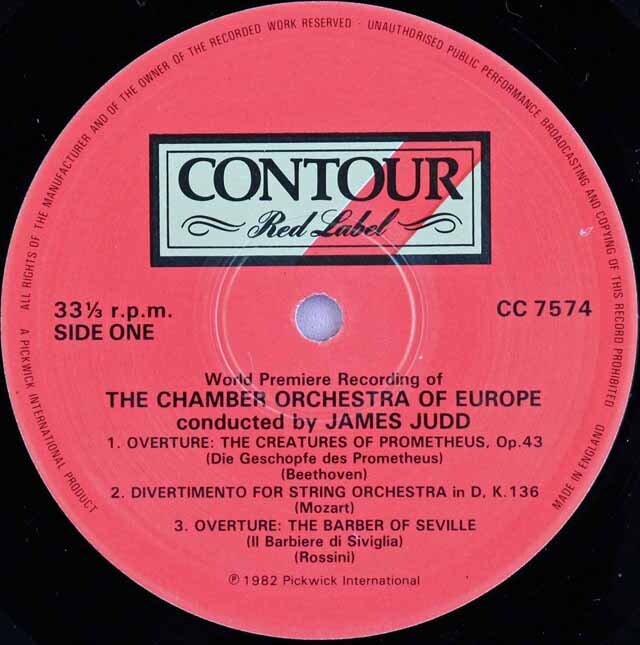 ALL RIGHTS OF THE MANUFACTURER AND OF THE OWNER OF THE RECORDED WORK RESERVED · UNAUTHORISED PUBLIC PERFORMANCE BROADCASTING AND COPYING OF THIS RECORD PROHIBITED
CONTOUR
Red Label
33⅓ r.p.m.
SIDE ONE
CC 7574
World Premiere Recording of
THE CHAMBER ORCHESTRA OF EUROPE
conducted by JAMES JUDD
1. OVERTURE: THE CREATURES OF PROMETHEUS, Op.43
(Die Geschopfe des Prometheus)
(Beethoven)
2. DIVERTIMENTO FOR STRING ORCHESTRA in D, K.136
(Mozart)
3. OVERTURE: THE BARBER OF SEVILLE
(Il Barbiere di Siviglia)
(Rossini)
℗ 1982 Pickwick International
A PICKWICK INTERNATIONAL PRODUCT
MADE IN ENGLAND